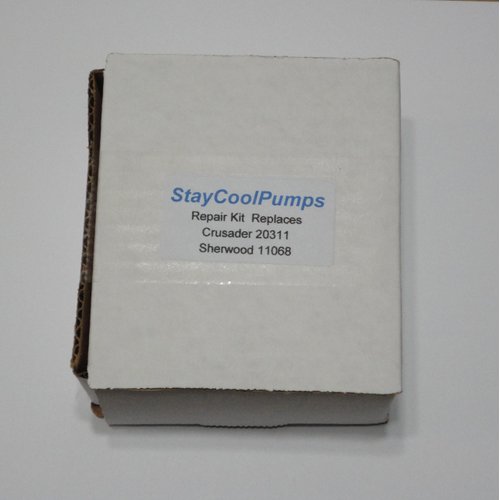 StayCoolPumps
Repair Kit Replaces
Crusader 20311
Sherwood 11068